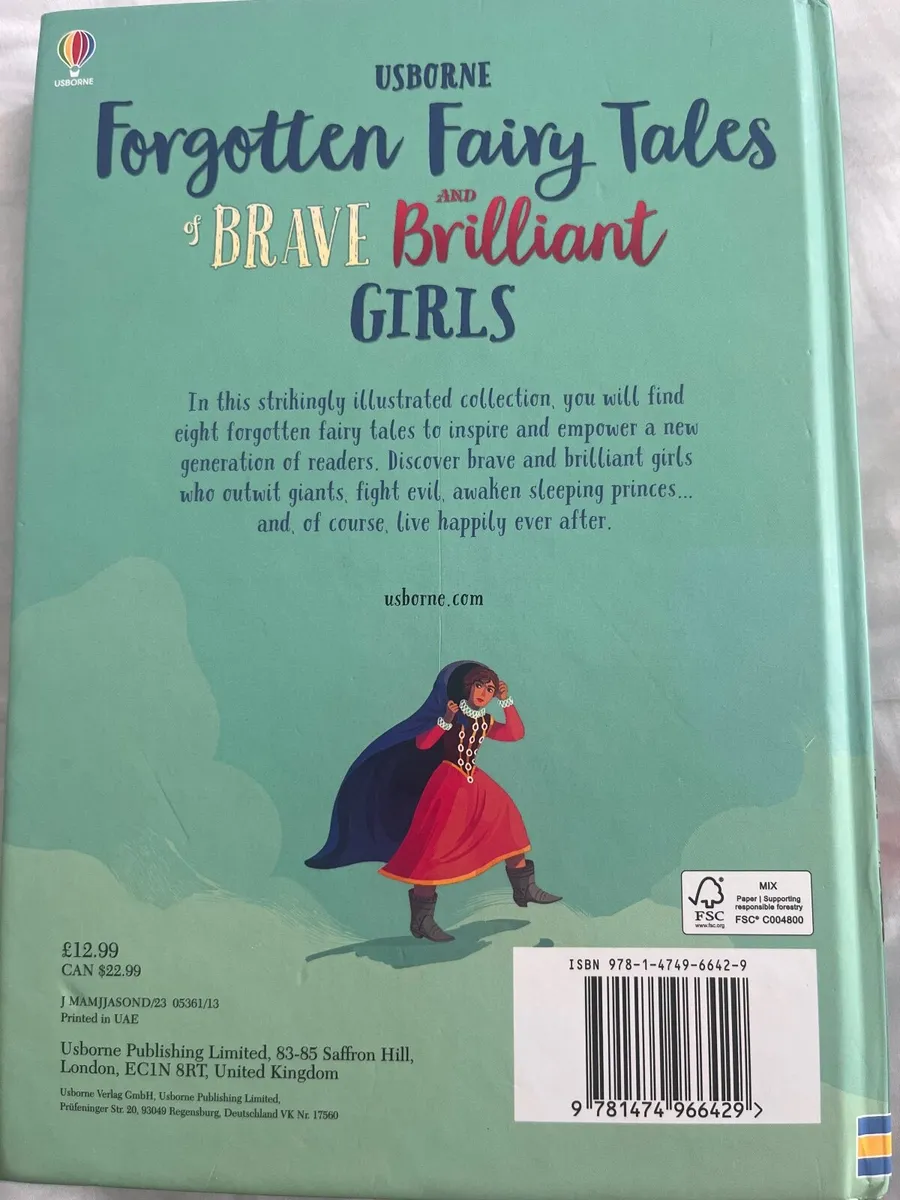 USBORNE
USBORNE
Forgotten Fairy Tales
of BRAVE AND Brilliant
GIRLS
In this strikingly illustrated collection, you will find
eight forgotten fairy tales to inspire and empower a new
generation of readers. Discover brave and brilliant girls
who outwit giants, fight evil, awaken sleeping princes...
and, of course, live happily ever after.
usborne.com
FSC
www.fsc.org
MIX
Paper | Supporting
responsible forestry
FSC® C004800
£12.99
CAN $22.99
J MAMJJASOND/23 05361/13
Printed in UAE
Usborne Publishing Limited, 83-85 Saffron Hill,
London, EC1N 8RT, United Kingdom
Usborne Verlag GmbH, Usborne Publishing Limited,
Prüfeninger Str. 20, 93049 Regensburg, Deutschland VK Nr. 17560
ISBN 978-1-4749-6642-9
9 781474 966429 >